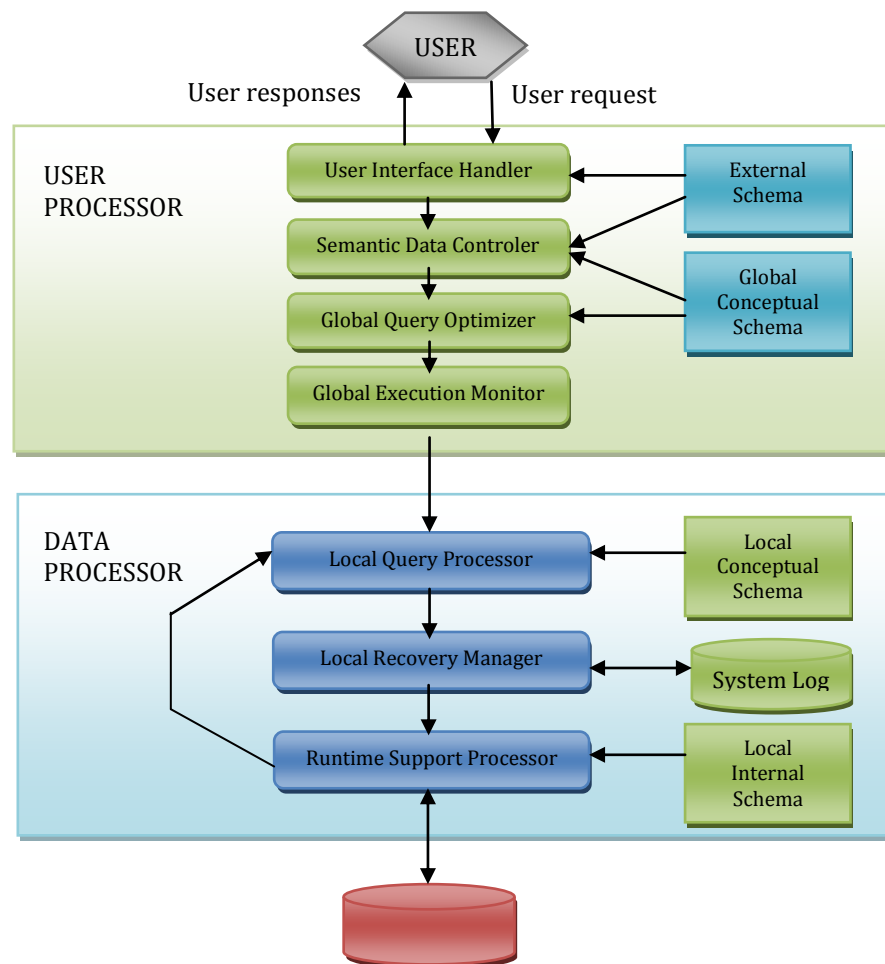 USER
User responses
User request
USER
PROCESSOR
User Interface Handler
External
Schema
Semantic Data Controler
Global
Conceptual
Schema
Global Query Optimizer
Global Execution Monitor
DATA
PROCESSOR
Local Query Processor
Local
Conceptual
Schema
Local Recovery Manager
System Log
Runtime Support Processor
Local
Internal
Schema